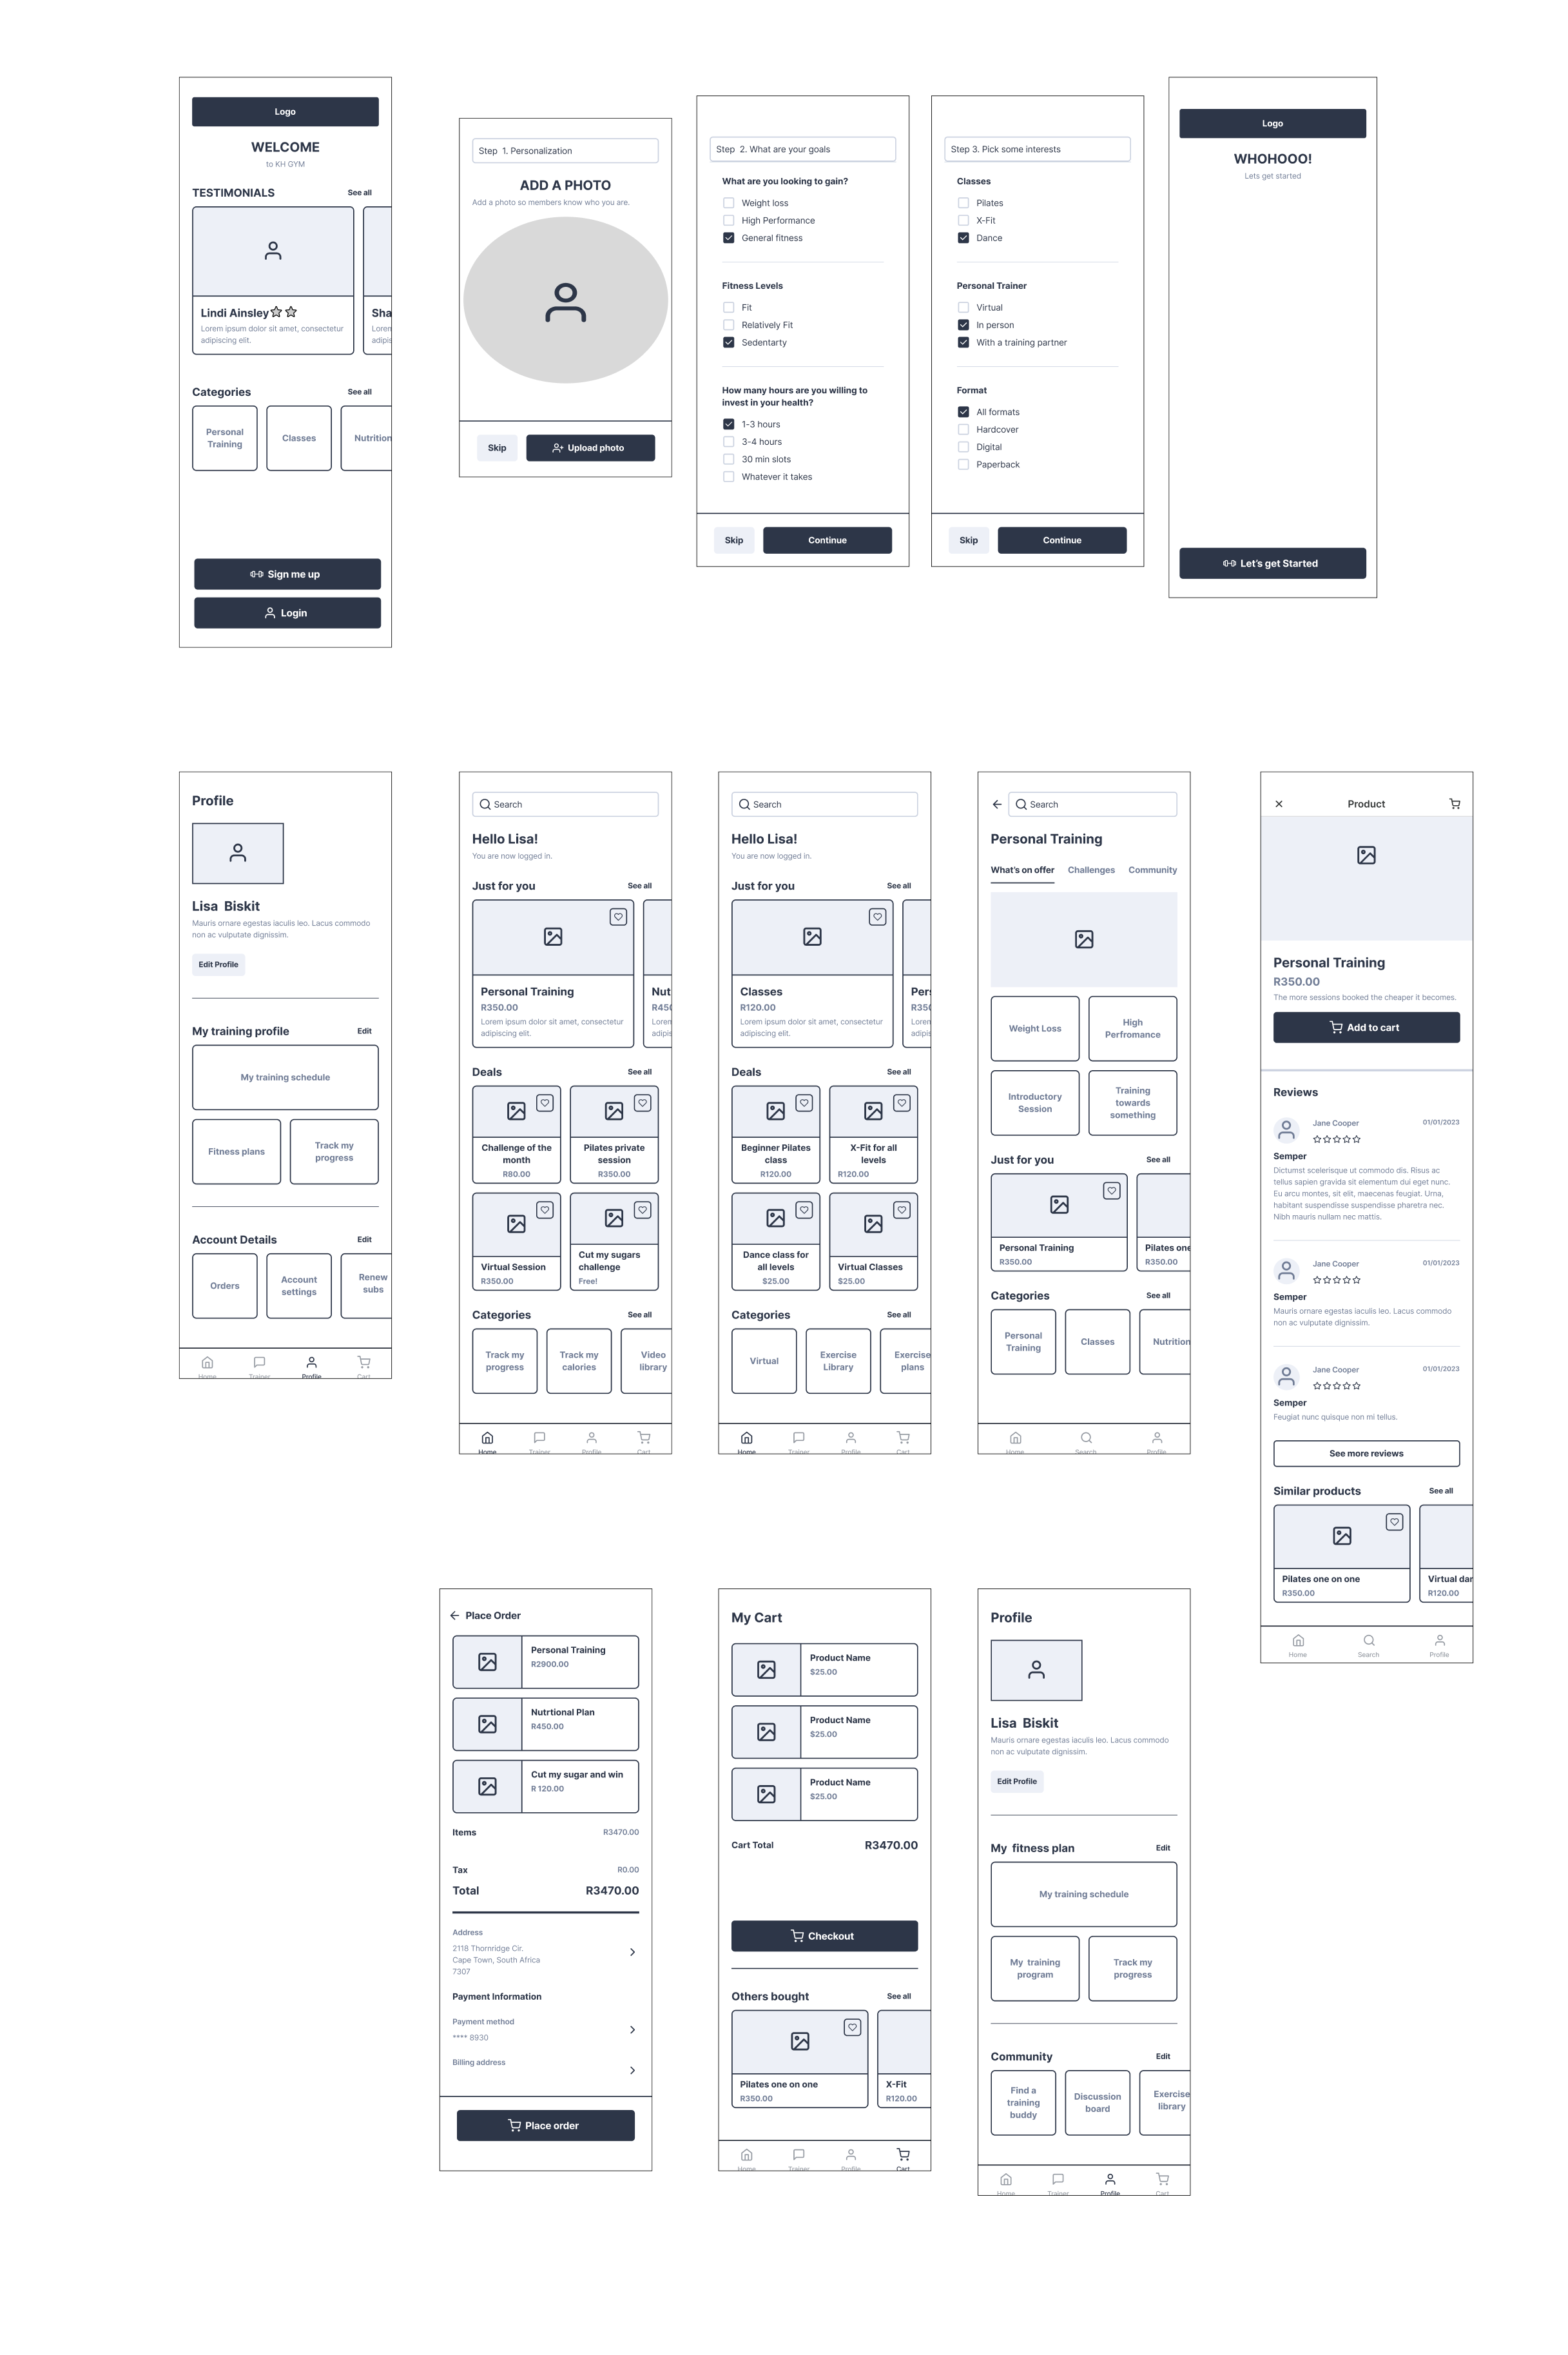 Logo
WELCOME
to KH GYM
TESTIMONIALS
See all
Lindi Ainsley
Lorem ipsum dolor sit amet, consectetur
adipiscing elit.
Sha
Lorem
adipis
Categories
See all
Personal
Training
Classes
Nutrition
Sign me up
Login
Step 1. Personalization
ADD A PHOTO
Add a photo so members know who you are.
Skip
Upload photo
Step 2. What are your goals
What are you looking to gain?
Weight loss
High Performance
General fitness
Fitness Levels
Fit
Relatively Fit
Sedentarty
How many hours are you willing to
invest in your health?
1-3 hours
3-4 hours
30 min slots
Whatever it takes
Skip
Continue
Step 3. Pick some interests
Classes
Pilates
X-Fit
Dance
Personal Trainer
Virtual
In person
With a training partner
Format
All formats
Hardcover
Digital
Paperback
Skip
Continue
Logo
WHOHOOO!
Lets get started
Let's get Started
Profile
Lisa Biskit
Mauris ornare egestas iaculis leo. Lacus commodo
non ac vulputate dignissim.
Edit Profile
My training profile
Edit
My training schedule
Fitness plans
Track my
progress
Account Details
Edit
Orders
Account
settings
Renew
subs
Home
Trainer
Profile
Cart
Search
Hello Lisa!
You are now logged in.
Just for you
See all
Personal Training
R350.00
Lorem ipsum dolor sit amet, consectetur
adipiscing elit.
Nut
R450
Lorem
adipis
Deals
See all
Challenge of the
month
R80.00
Pilates private
session
R350.00
Virtual Session
R350.00
Cut my sugars
challenge
Free!
Categories
See all
Track my
progress
Track my
calories
Video
library
Home
Trainer
Profile
Cart
Search
Hello Lisa!
You are now logged in.
Just for you
See all
Classes
R120.00
Lorem ipsum dolor sit amet, consectetur
adipiscing elit.
Pers
R350
Lorem
adipis
Deals
See all
Beginner Pilates
class
R120.00
X-Fit for all
levels
R120.00
Dance class for
all levels
$25.00
Virtual Classes
$25.00
Categories
See all
Virtual
Exercise
Library
Exercise
plans
Home
Trainer
Profile
Cart
Search
Personal Training
What's on offer
Challenges
Community
Weight Loss
High
Perfromance
Introductory
Session
Training
towards
something
Just for you
See all
Personal Training
R350.00
Pilates one
R350.00
Categories
See all
Personal
Training
Classes
Nutrition
Home
Search
Profile
Product
Personal Training
R350.00
The more sessions booked the cheaper it becomes.
Add to cart
Reviews
Jane Cooper
01/01/2023
Semper
Dictumst scelerisque ut commodo dis. Risus ac
tellus sapien gravida sit elementum dui eget nunc.
Eu arcu montes, sit elit, maecenas feugiat. Urna,
habitant suspendisse suspendisse pharetra nec.
Nibh mauris nullam nec mattis.
Jane Cooper
01/01/2023
Semper
Mauris ornare egestas iaculis leo. Lacus commodo
non ac vulputate dignissim.
Jane Cooper
01/01/2023
Semper
Feugiat nunc quisque non mi tellus.
See more reviews
Similar products
See all
Pilates one on one
R350.00
Virtual dan
R120.00
Home
Search
Profile
Place Order
Personal Training
R2900.00
Nutrtional Plan
R450.00
Cut my sugar and win
R 120.00
Items
R3470.00
Tax
R0.00
Total
R3470.00
Address
2118 Thornridge Cir.
Cape Town, South Africa
7307
Payment Information
Payment method
**** 8930
Billing address
Place order
My Cart
Product Name
$25.00
Product Name
$25.00
Product Name
$25.00
Cart Total
R3470.00
Checkout
Others bought
See all
Pilates one on one
R350.00
X-Fit
R120.00
Home
Trainer
Profile
Cart
Profile
Lisa Biskit
Mauris ornare egestas iaculis leo. Lacus commodo
non ac vulputate dignissim.
Edit Profile
My fitness plan
Edit
My training schedule
My training
program
Track my
progress
Community
Edit
Find a
training
buddy
Discussion
board
Exercise
library
Home
Trainer
Profile
Cart